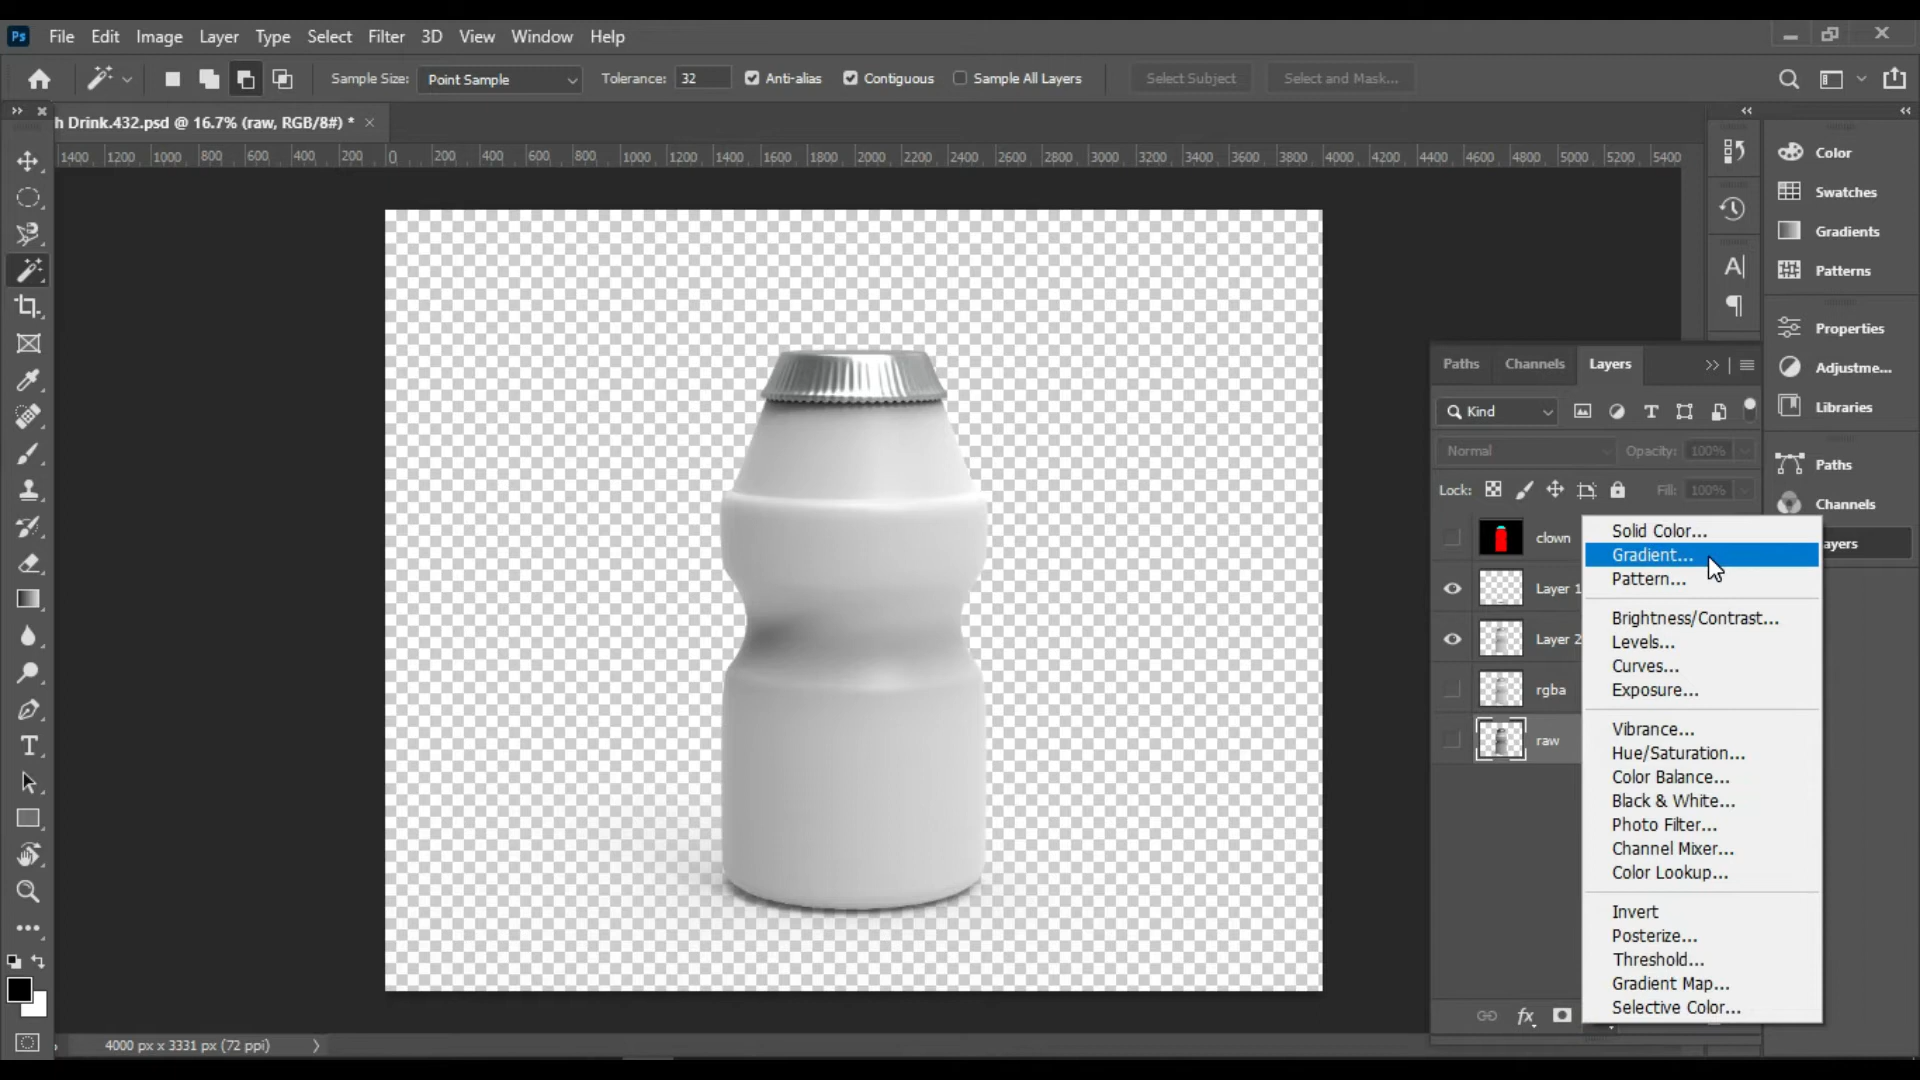 Ps File Edit Image Layer Type Select Filter 3D View Window Help
Sample Size: Point Sample Tolerance: 32 Anti-alias Contiguous Sample All Layers Select Subject Select and Mask...
h Drink.432.psd @ 16.7% (raw, RGB/8#) *
1400 1200 1000 800 600 400 200 0 200 400 600 800 1000 1200 1400 1600 1800 2000 2200 2400 2600 2800 3000 3200 3400 3600 3800 4000 4200 4400 4600 4800 5000 5200 5400
Color
Swatches
Gradients
Patterns
Properties
Adjustme...
Libraries
Paths
Channels
ayers
Paths Channels Layers
Kind
Normal Opacity: 100%
Lock: Fill: 100%
clown
Layer 1
Layer 2
rgba
raw
Solid Color...
Gradient...
Pattern...
Brightness/Contrast...
Levels...
Curves...
Exposure...
Vibrance...
Hue/Saturation...
Color Balance...
Black & White...
Photo Filter...
Channel Mixer...
Color Lookup...
Invert
Posterize...
Threshold...
Gradient Map...
Selective Color...
fx
4000 px x 3331 px (72 ppi)